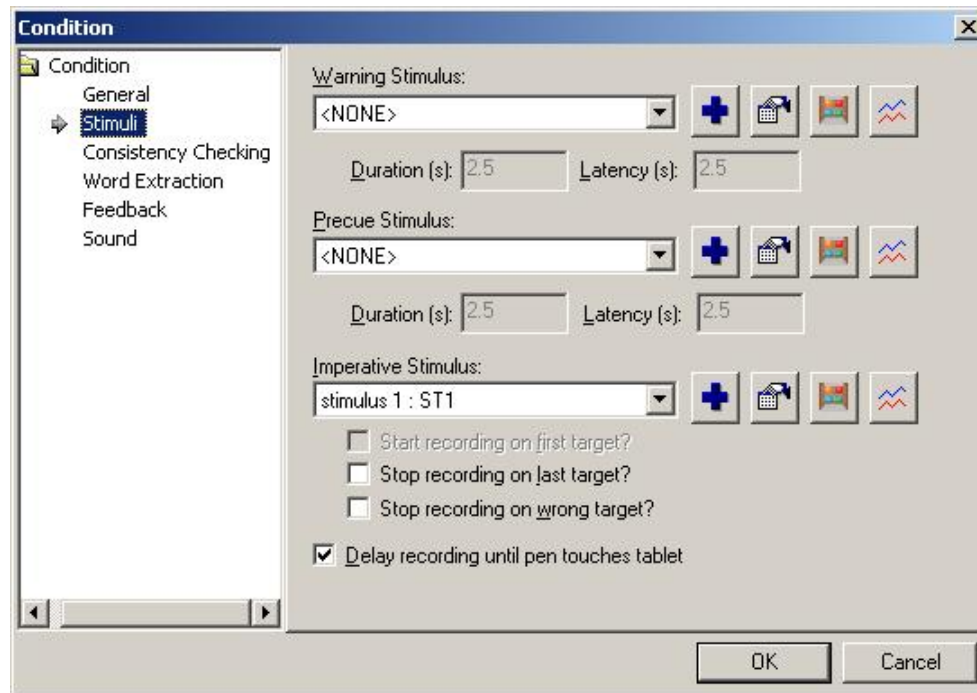 Condition
Condition
General
Stimuli
Consistency Checking
Word Extraction
Feedback
Sound
Warning Stimulus:
<NONE>
Duration (s): 2.5 Latency (s): 2.5
Precue Stimulus:
<NONE>
Duration (s): 2.5 Latency (s): 2.5
Imperative Stimulus:
stimulus 1 : ST1
Start recording on first target?
Stop recording on last target?
Stop recording on wrong target?
Delay recording until pen touches tablet
OK Cancel